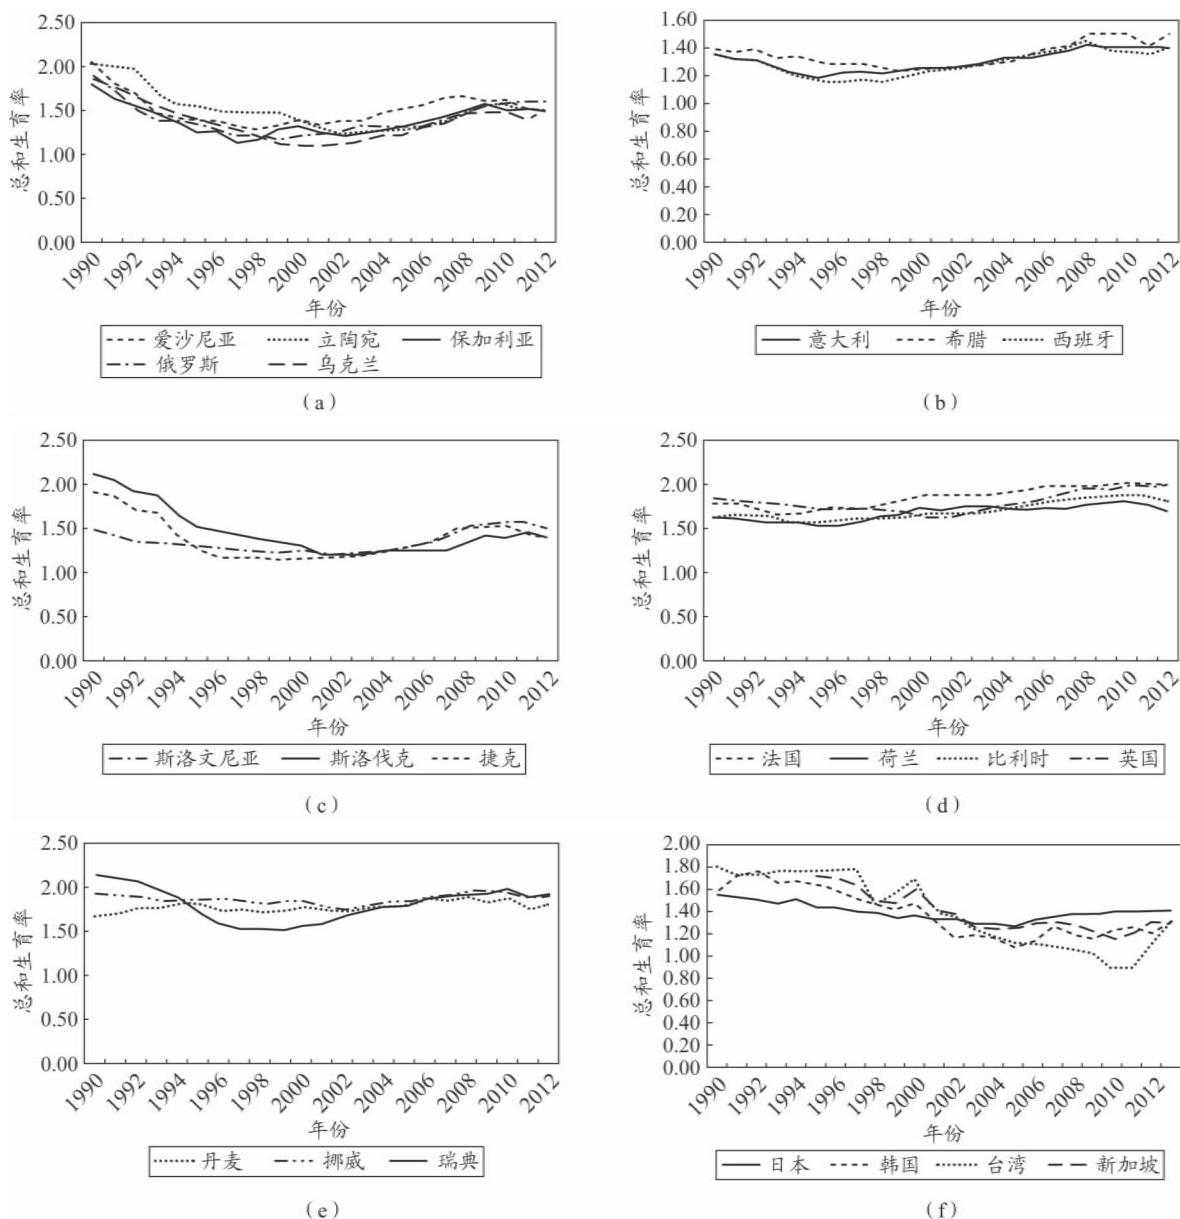 2.50
2.00
1.50
1.00
0.50
0.00
总和生育率
1990 1992 1994 1996 1998 2000 2002 2004 2006 2008 2010 2012
年份
爱沙尼亚 立陶宛 保加利亚
俄罗斯 乌克兰
(a)
1.60
1.40
1.20
1.00
0.80
0.60
0.40
0.20
0.00
总和生育率
1990 1992 1994 1996 1998 2000 2002 2004 2006 2008 2010 2012
年份
意大利 希腊 西班牙
(b)
2.50
2.00
1.50
1.00
0.50
0.00
总和生育率
1990 1992 1994 1996 1998 2000 2002 2004 2006 2008 2010 2012
年份
斯洛文尼亚 斯洛伐克 捷克
(c)
2.50
2.00
1.50
1.00
0.50
0.00
总和生育率
1990 1992 1994 1996 1998 2000 2002 2004 2006 2008 2010 2012
年份
法国 荷兰 比利时 英国
(d)
2.50
2.00
1.50
1.00
0.50
0.00
总和生育率
1990 1992 1994 1996 1998 2000 2002 2004 2006 2008 2010 2012
年份
丹麦 挪威 瑞典
(e)
2.00
1.80
1.60
1.40
1.20
1.00
0.80
0.60
0.40
0.20
0.00
总和生育率
1990 1992 1994 1996 1998 2000 2002 2004 2006 2008 2010 2012
年份
日本 韩国 台湾 新加坡
(f)